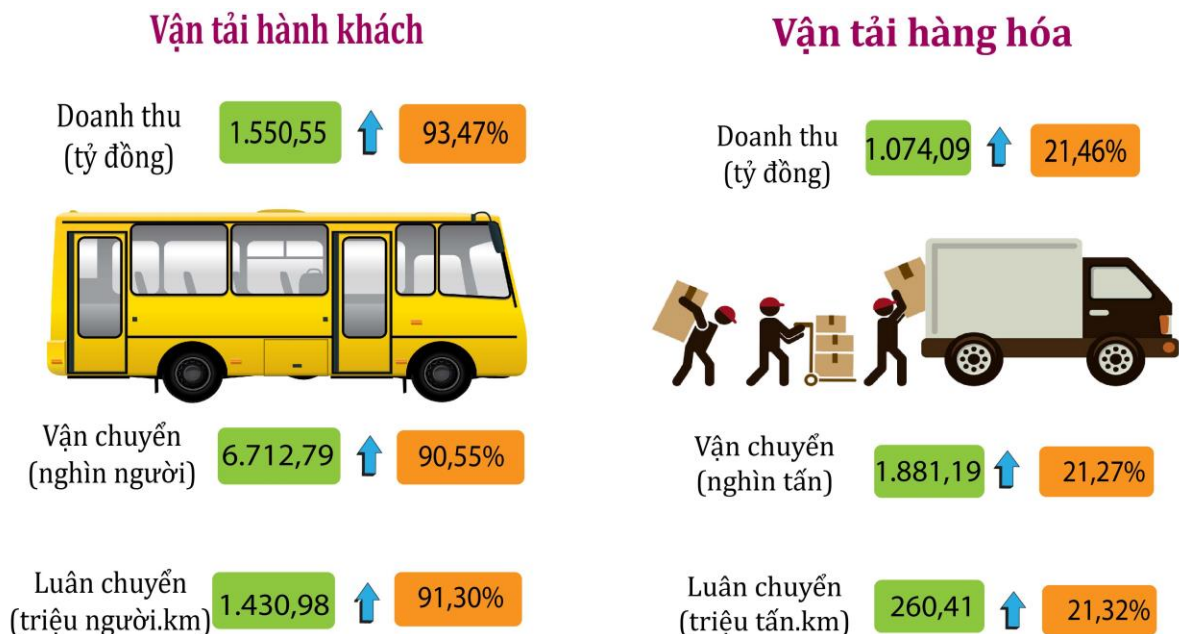 Vận tải hành khách
Doanh thu
(tỷ đồng)
1.550,55
93,47%
Vận chuyển
(nghìn người)
6.712,79
90,55%
Luân chuyển
(triệu người.km)
1.430,98
91,30%
Vận tải hàng hóa
Doanh thu
(tỷ đồng)
1.074,09
21,46%
Vận chuyển
(nghìn tấn)
1.881,19
21,27%
Luân chuyển
(triệu tấn.km)
260,41
21,32%